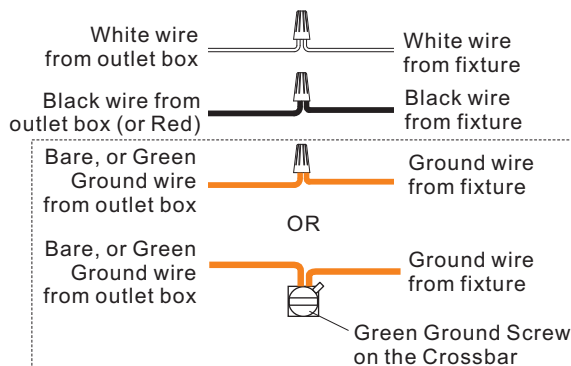 White wire
from outlet box
White wire
from fixture
Black wire from
outlet box (or Red)
Black wire
from fixture
Bare, or Green
Ground wire
from outlet box
Ground wire
from fixture
OR
Bare, or Green
Ground wire
from outlet box
Ground wire
from fixture
Green Ground Screw
on the Crossbar